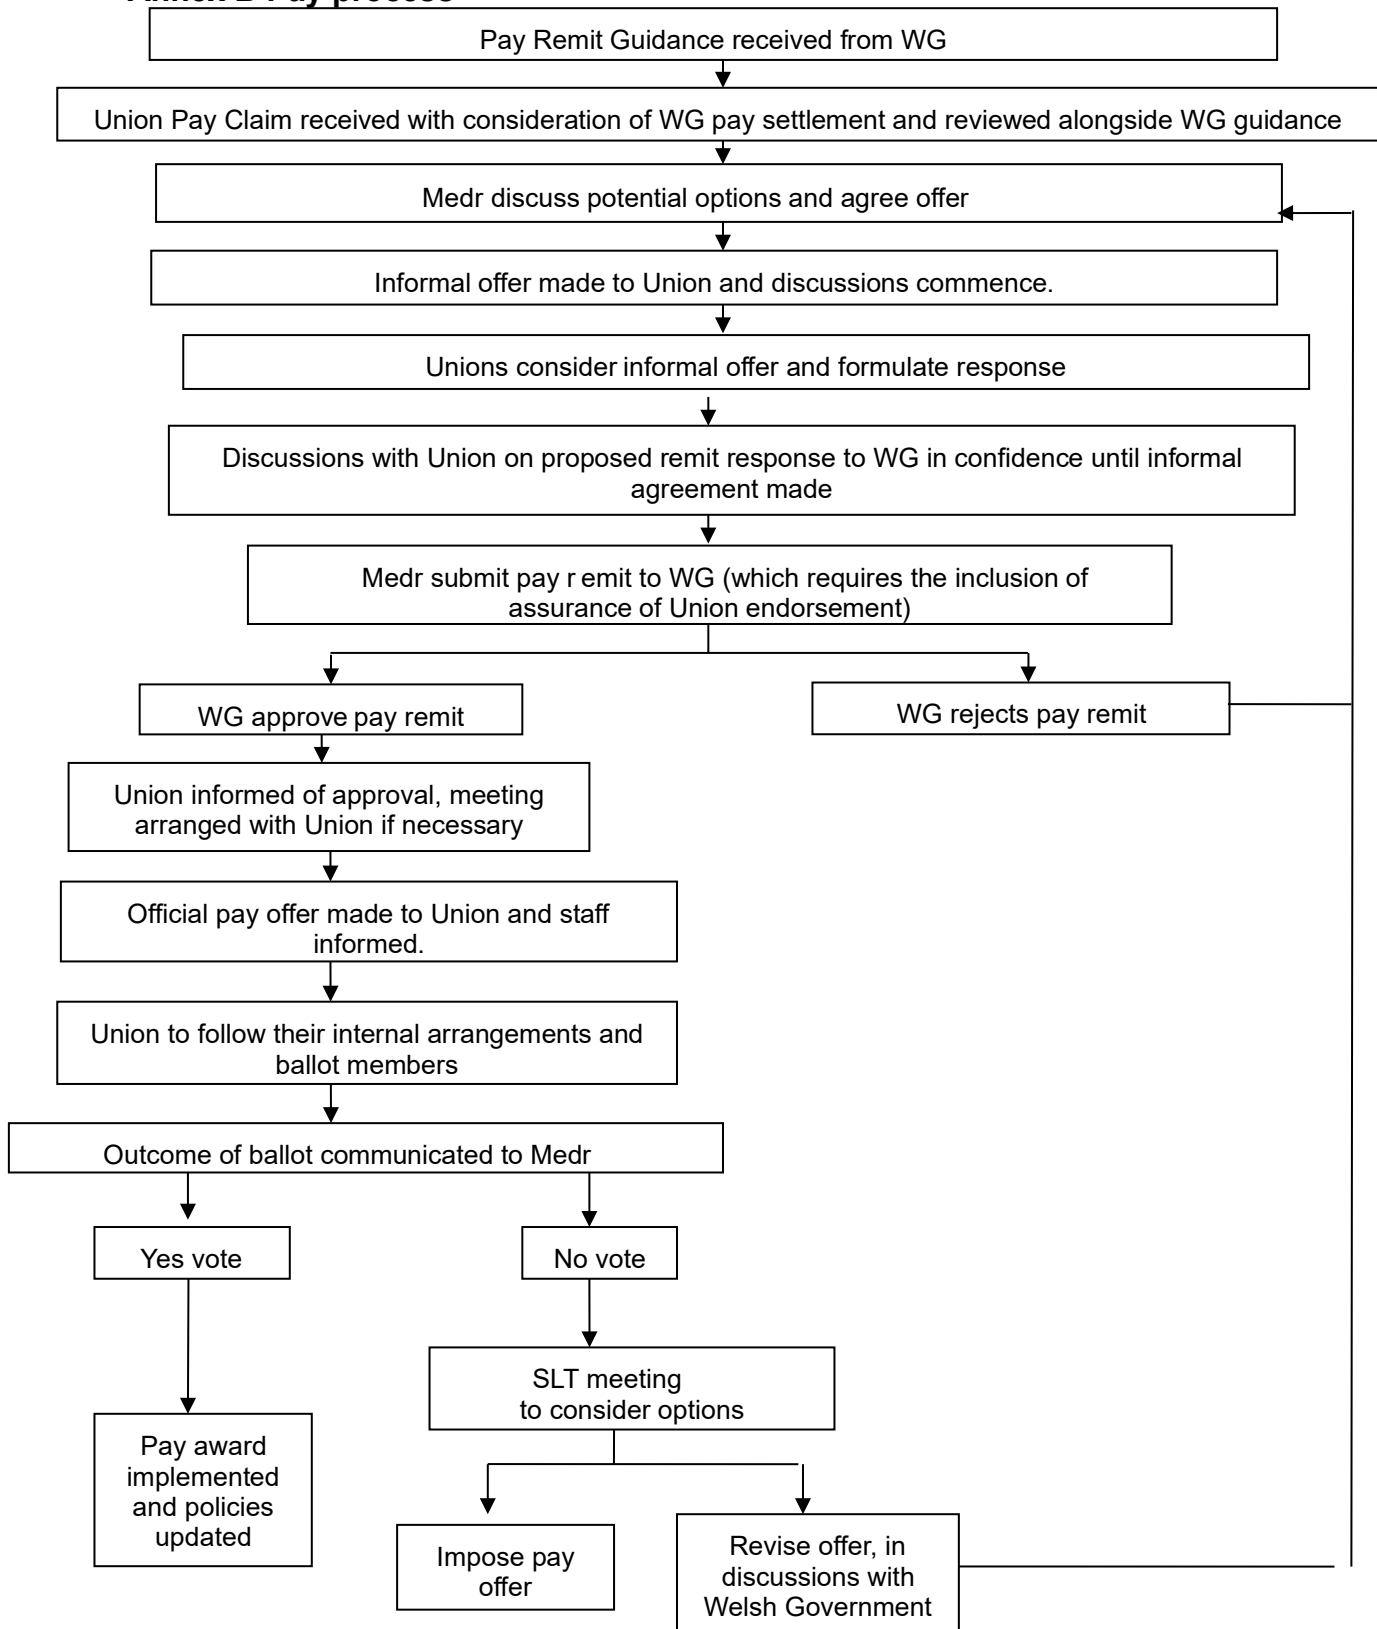 Annex B Pay process
Pay Remit Guidance received from WG
Union Pay Claim received with consideration of WG pay settlement and reviewed alongside WG guidance
Medr discuss potential options and agree offer
Informal offer made to Union and discussions commence.
Unions consider informal offer and formulate response
Discussions with Union on proposed remit response to WG in confidence until informal
agreement made
Medr submit pay r emit to WG (which requires the inclusion of
assurance of Union endorsement)
WG approve pay remit
WG rejects pay remit
Union informed of approval, meeting
arranged with Union if necessary
Official pay offer made to Union and staff
informed.
Union to follow their internal arrangements and
ballot members
Outcome of ballot communicated to Medr
Yes vote
No vote
SLT meeting
to consider options
Pay award
implemented
and policies
updated
Impose pay
offer
Revise offer, in
discussions with
Welsh Government